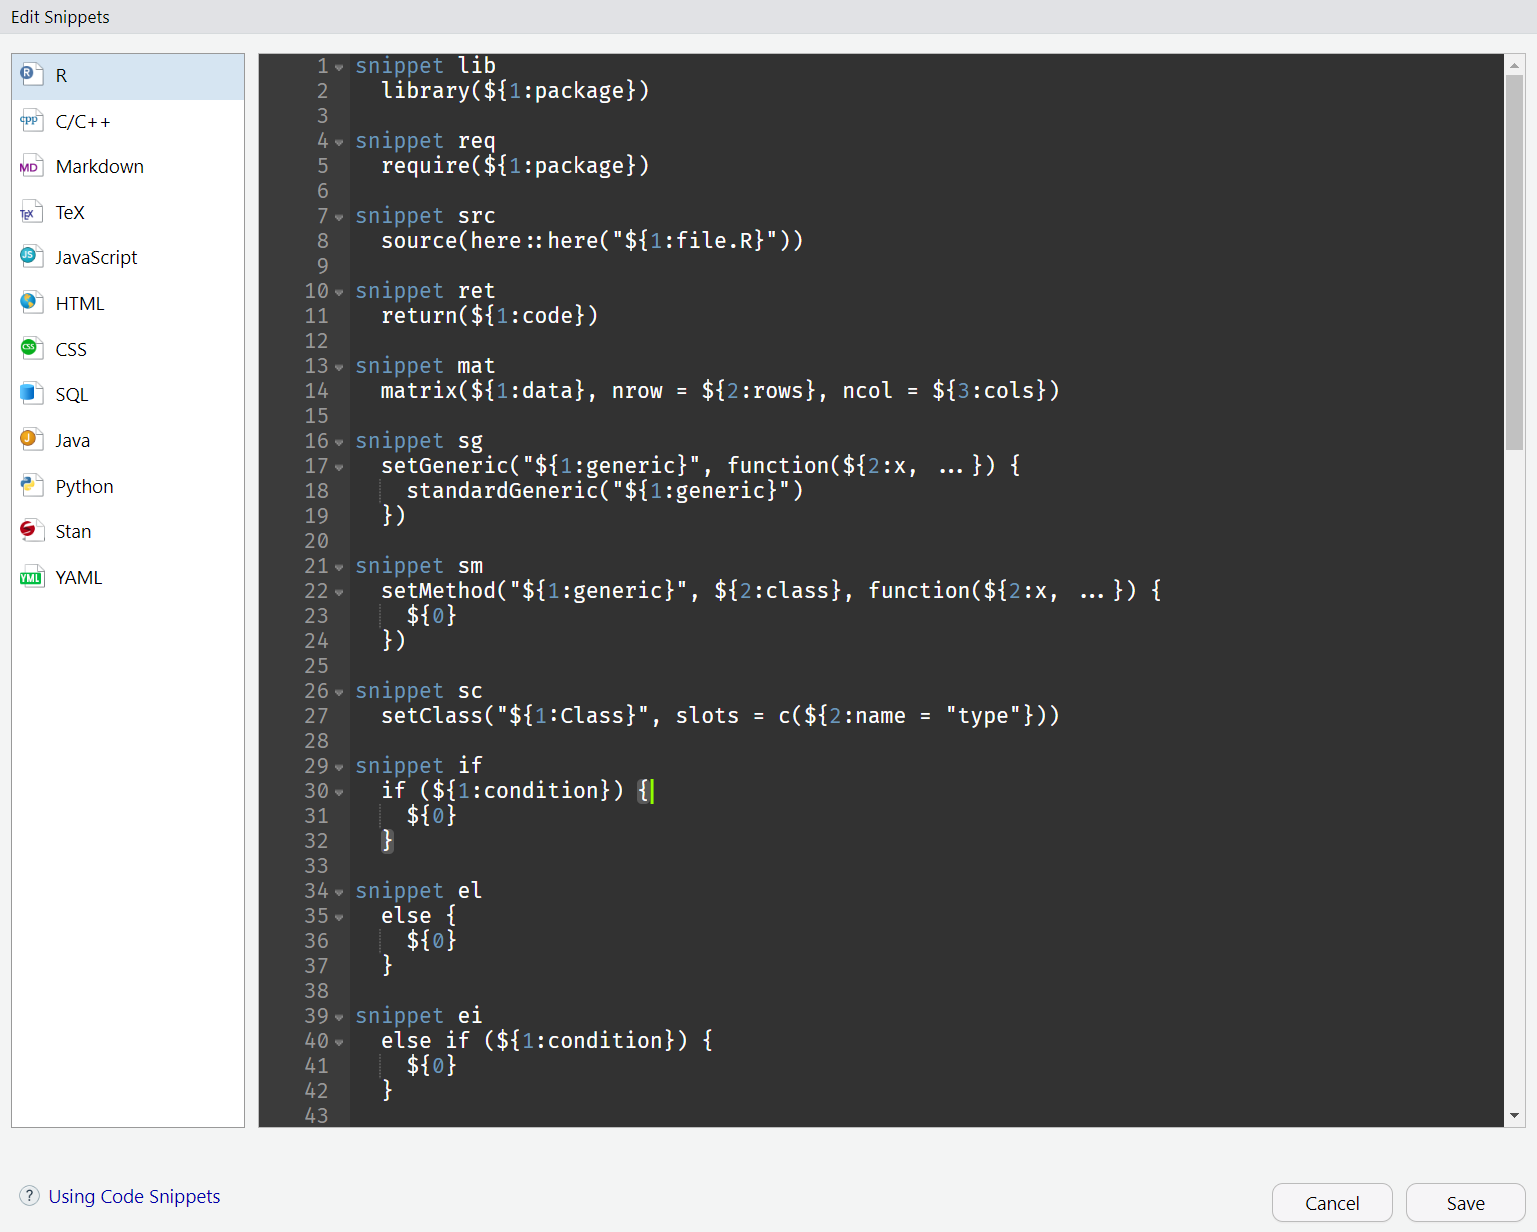 Edit Snippets
R
C/C++
MD Markdown
TEX TeX
JS JavaScript
HTML
CSS CSS
SQL
J Java
Python
Stan
YML YAML
1 snippet lib
2   library(${1:package})
3
4 snippet req
5   require(${1:package})
6
7 snippet src
8   source(here::here("${1:file.R}"))
9
10 snippet ret
11   return(${1:code})
12
13 snippet mat
14   matrix(${1:data}, nrow = ${2:rows}, ncol = ${3:cols})
15
16 snippet sg
17   setGeneric("${1:generic}", function(${2:x, ...}) {
18     standardGeneric("${1:generic}")
19   })
20
21 snippet sm
22   setMethod("${1:generic}", ${2:class}, function(${2:x, ...}) {
23     ${0}
24   })
25
26 snippet sc
27   setClass("${1:Class}", slots = c(${2:name = "type"}))
28
29 snippet if
30   if (${1:condition}) {
31     ${0}
32   }
33
34 snippet el
35   else {
36     ${0}
37   }
38
39 snippet ei
40   else if (${1:condition}) {
41     ${0}
42   }
43
? Using Code Snippets
Cancel
Save